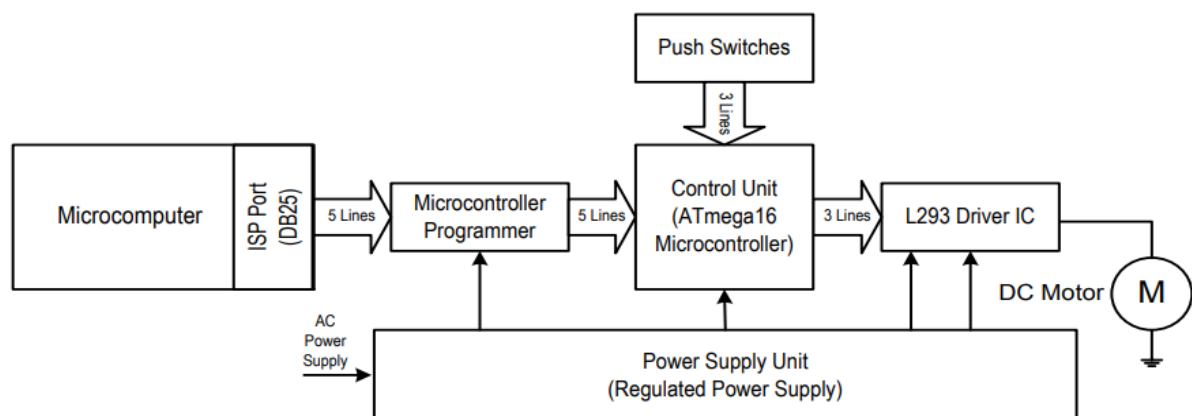 Push Switches
3 Lines
Microcomputer
ISP Port
(DB25)
5 Lines
Microcontroller
Programmer
5 Lines
Control Unit
(ATmega16
Microcontroller)
3 Lines
L293 Driver IC
DC Motor
M
AC
Power
Supply
Power Supply Unit
(Regulated Power Supply)